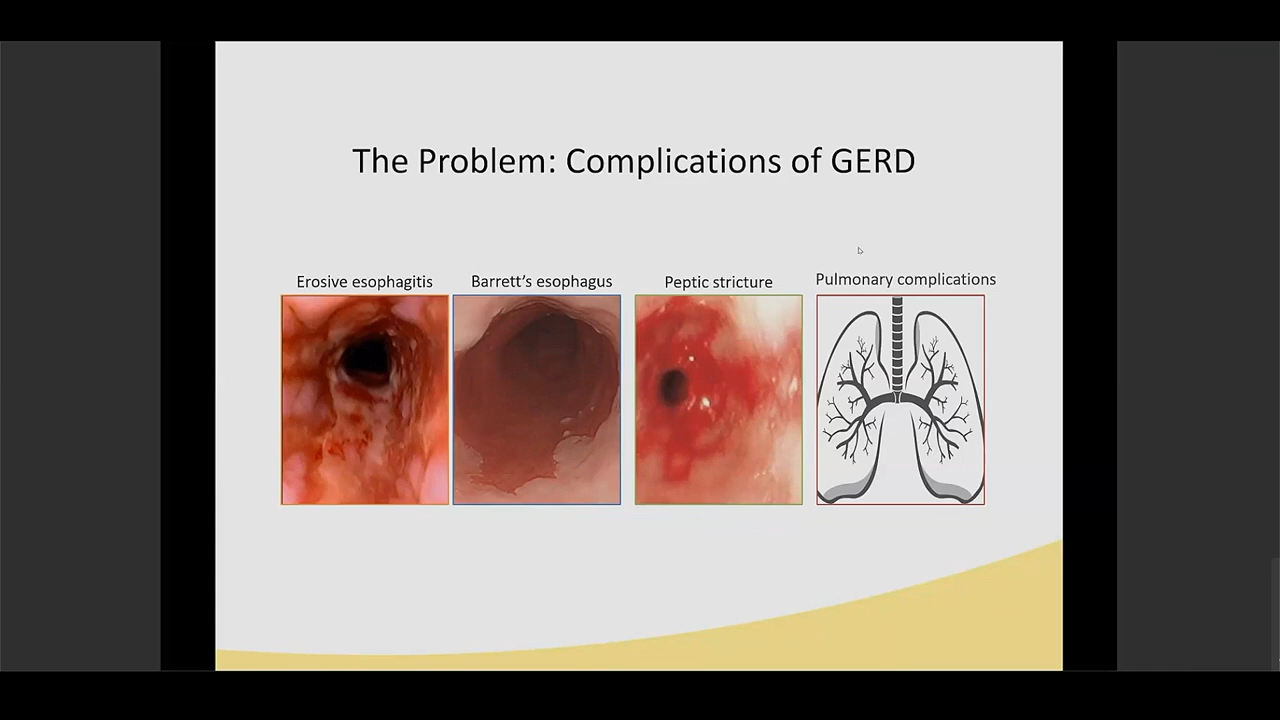 The Problem: Complications of GERD
Erosive esophagitis
Barrett’s esophagus
Peptic stricture
Pulmonary complications